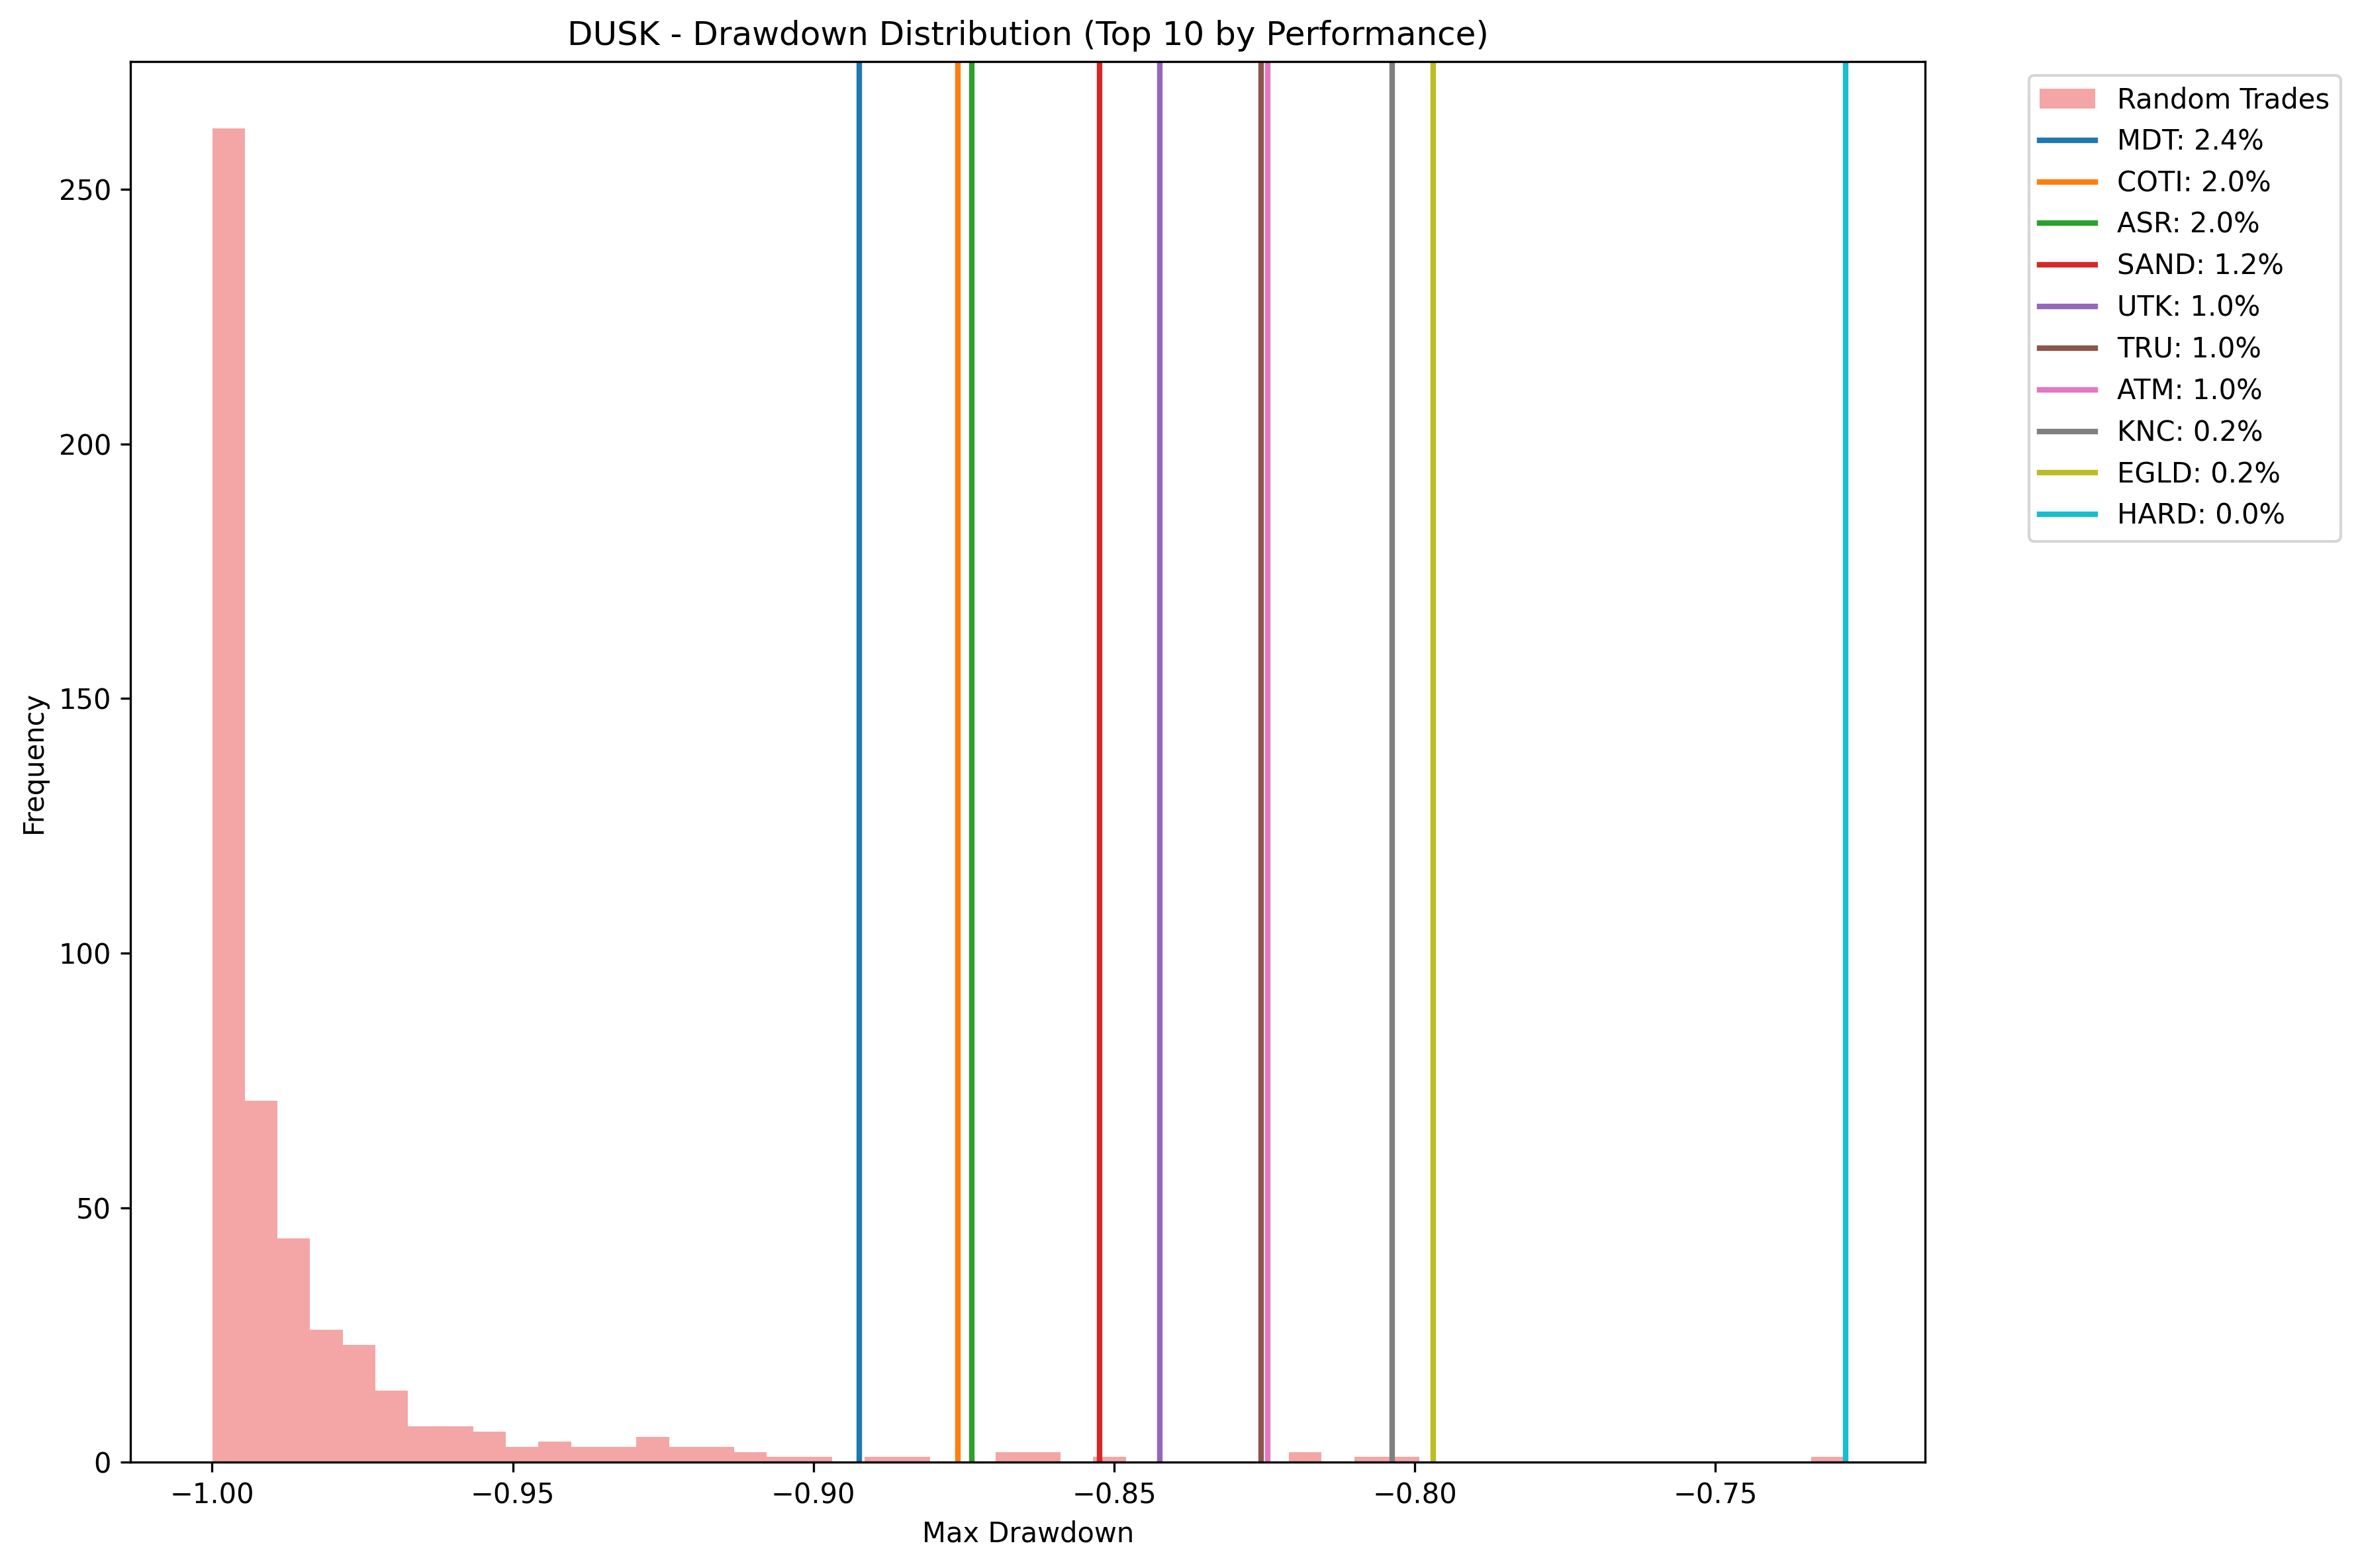 DUSK - Drawdown Distribution (Top 10 by Performance)
Random Trades
MDT: 2.4%
COTI: 2.0%
ASR: 2.0%
SAND: 1.2%
UTK: 1.0%
TRU: 1.0%
ATM: 1.0%
KNC: 0.2%
EGLD: 0.2%
HARD: 0.0%
Frequency
250
200
150
100
50
0
−1.00 −0.95 −0.90 −0.85 −0.80 −0.75
Max Drawdown